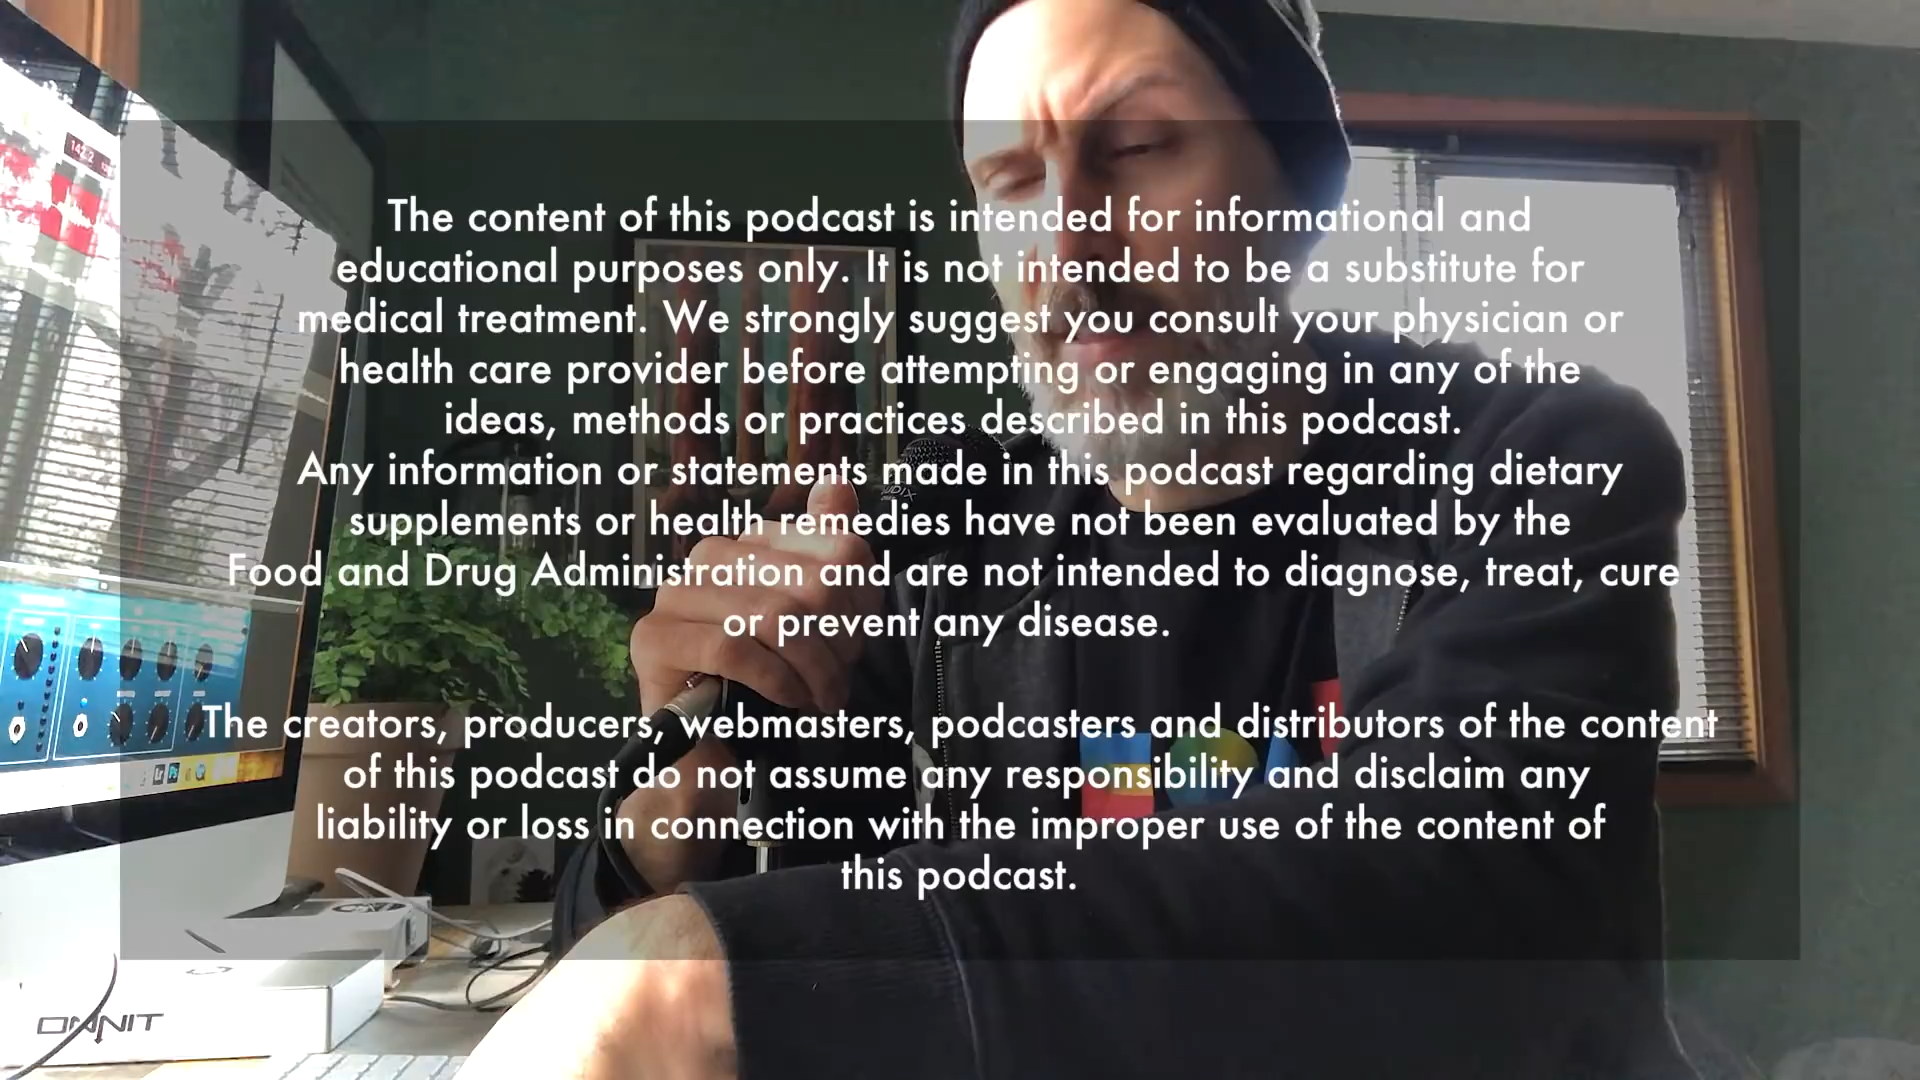 The content of this podcast is intended for informational and
educational purposes only. It is not intended to be a substitute for
medical treatment. We strongly suggest you consult your physician or
health care provider before attempting or engaging in any of the
ideas, methods or practices described in this podcast.
Any information or statements made in this podcast regarding dietary
supplements or health remedies have not been evaluated by the
Food and Drug Administration and are not intended to diagnose, treat, cure
or prevent any disease.
The creators, producers, webmasters, podcasters and distributors of the content
of this podcast do not assume any responsibility and disclaim any
liability or loss in connection with the improper use of the content of
this podcast.
142.2
Lr Ps
ONNIT